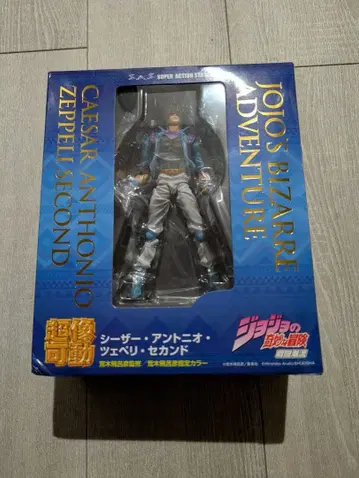 S.A.S SUPER ACTION STATUE
CAESAR ANTHONIO
ZEPPELI SECOND
JOJO'S BIZARRE
ADVENTURE
超像
可動
シーザー・アントニオ・
ツェペリ・セカンド
荒木飛呂彦監修/荒木飛呂彦指定カラー
ジョジョの
奇妙な冒険
戦闘潮流